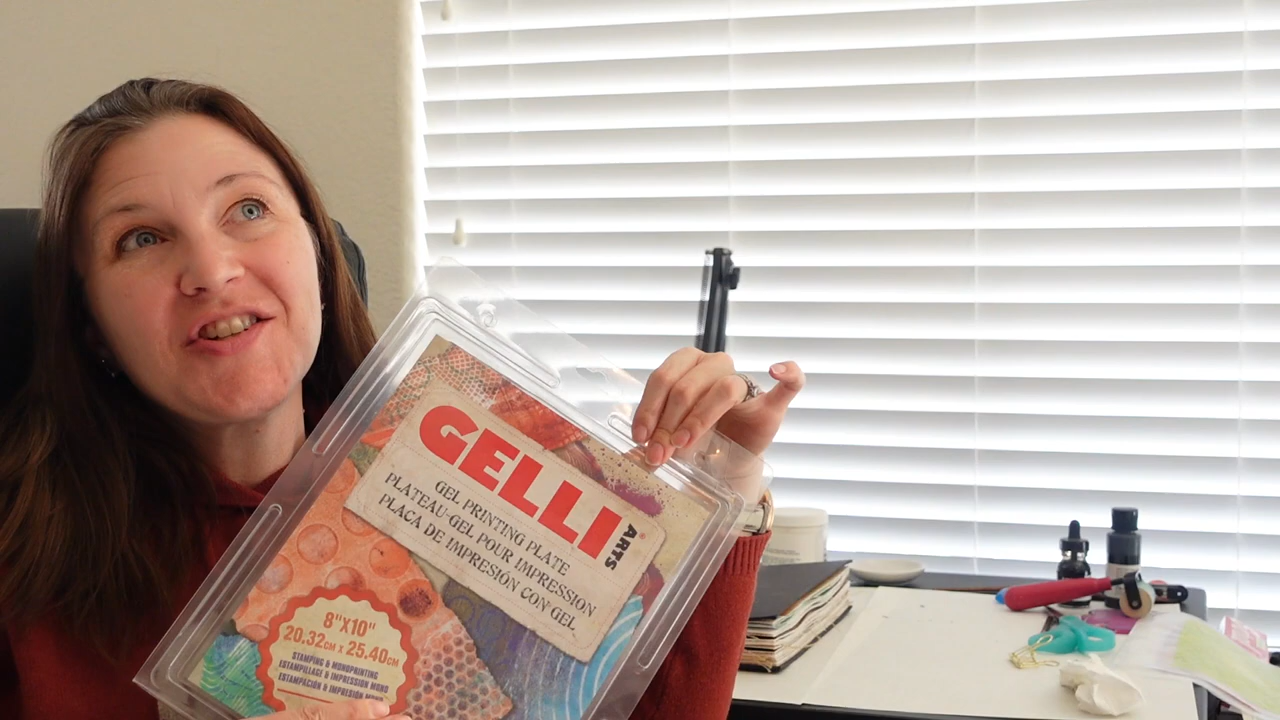 GELLI
ARTS
GEL PRINTING PLATE
PLATEAU-GEL POUR IMPRESSION
PLACA DE IMPRESIÓN CON GEL
8"X10"
20.32CM X 25.40CM
STAMPING & MONOPRINTING
ESTAMPILLAGE & IMPRESSION MONO
ESTAMPACIÓN & IMPRESIÓN MONO